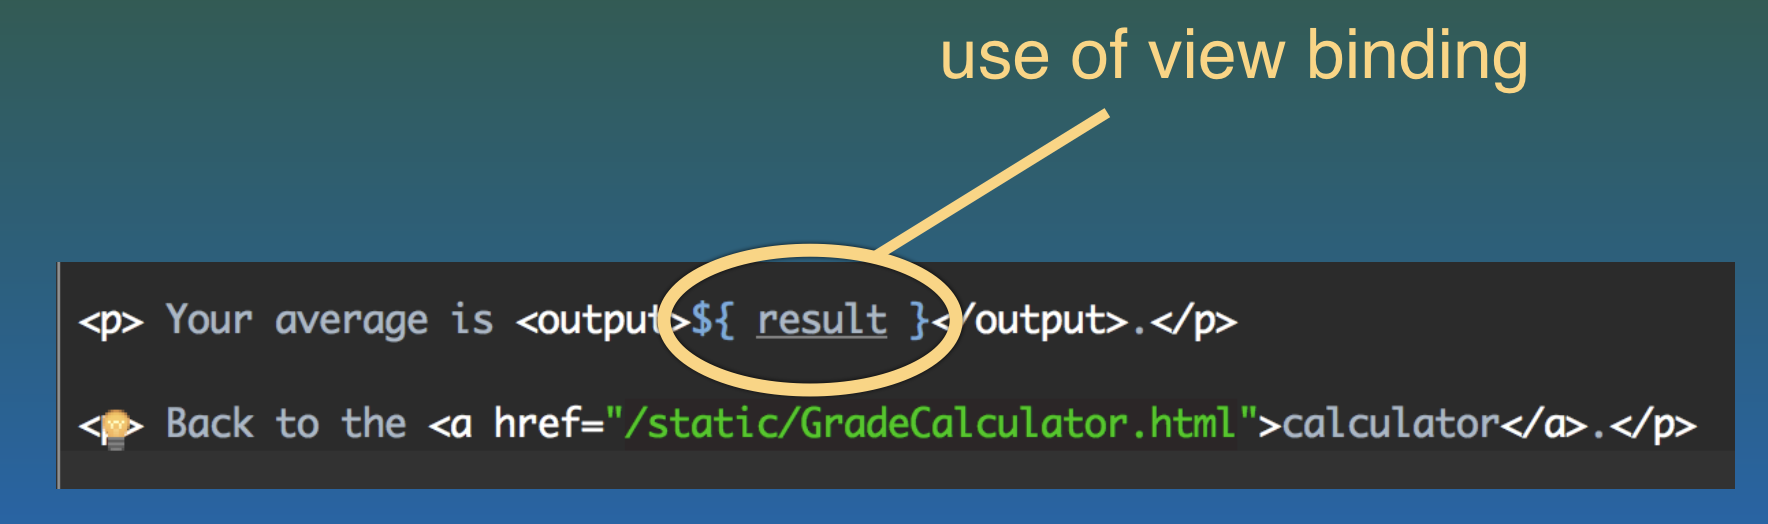 use of view binding
<p> Your average is <output>${ result }</output>.</p>
<p> Back to the <a href="/static/GradeCalculator.html">calculator</a>.</p>